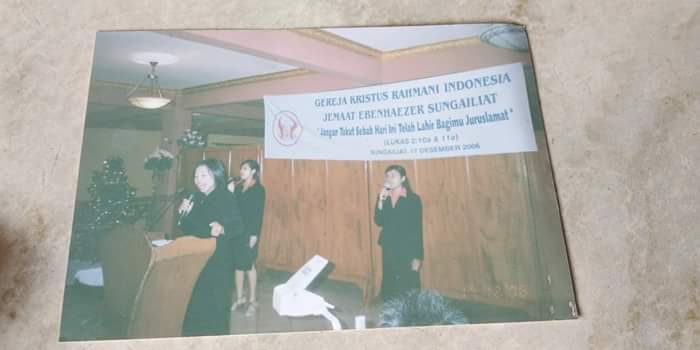 GEREJA KRISTUS RAHMANI INDONESIA
JEMAAT EBENHAEZER SUNGAILIAT
"Jangan Takut Sebab Hari Ini Telah Lahir Bagimu Juruslamat"
(LUKAS 2:10a & 11a)
SUNGAILIAT, 17 DESEMBER 2006